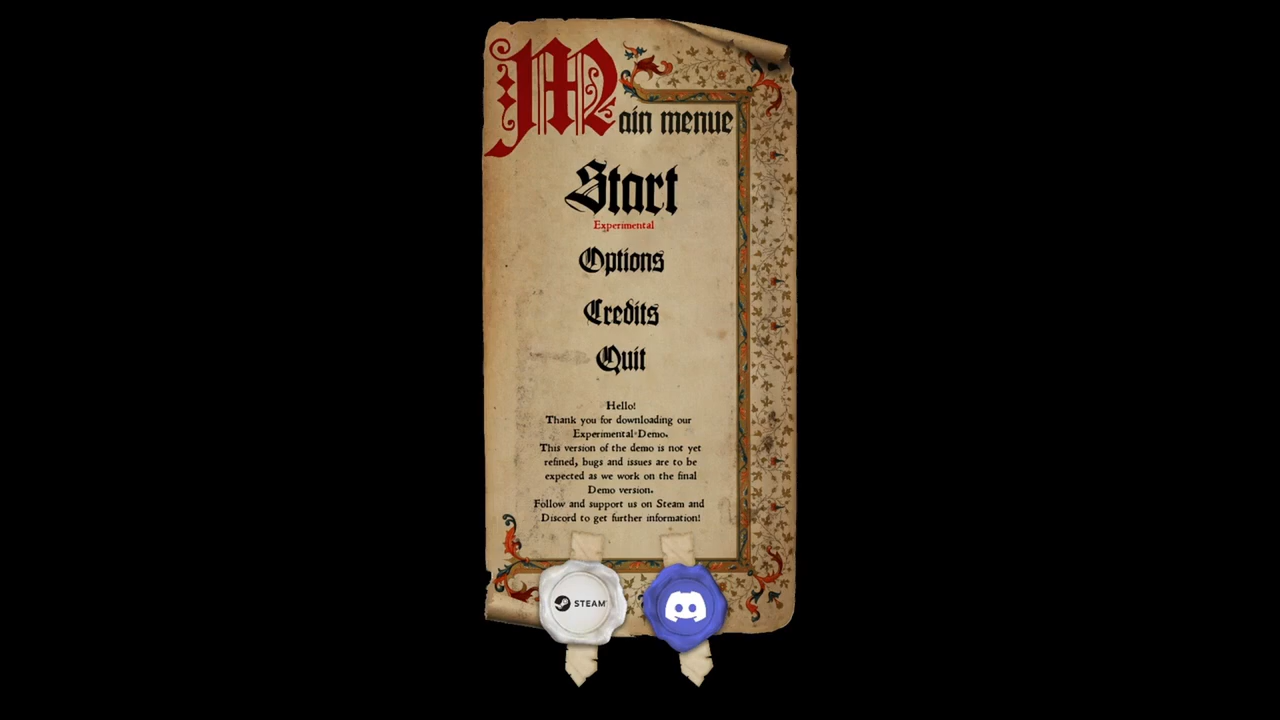 Main menue
Start
Experimental
Options
Credits
Quit
Hello!
Thank you for downloading our
Experimental Demo.
This version of the demo is not yet
refined, bugs and issues are to be
expected as we work on the final
Demo version.
Follow and support us on Steam and
Discord to get further information!
STEAM